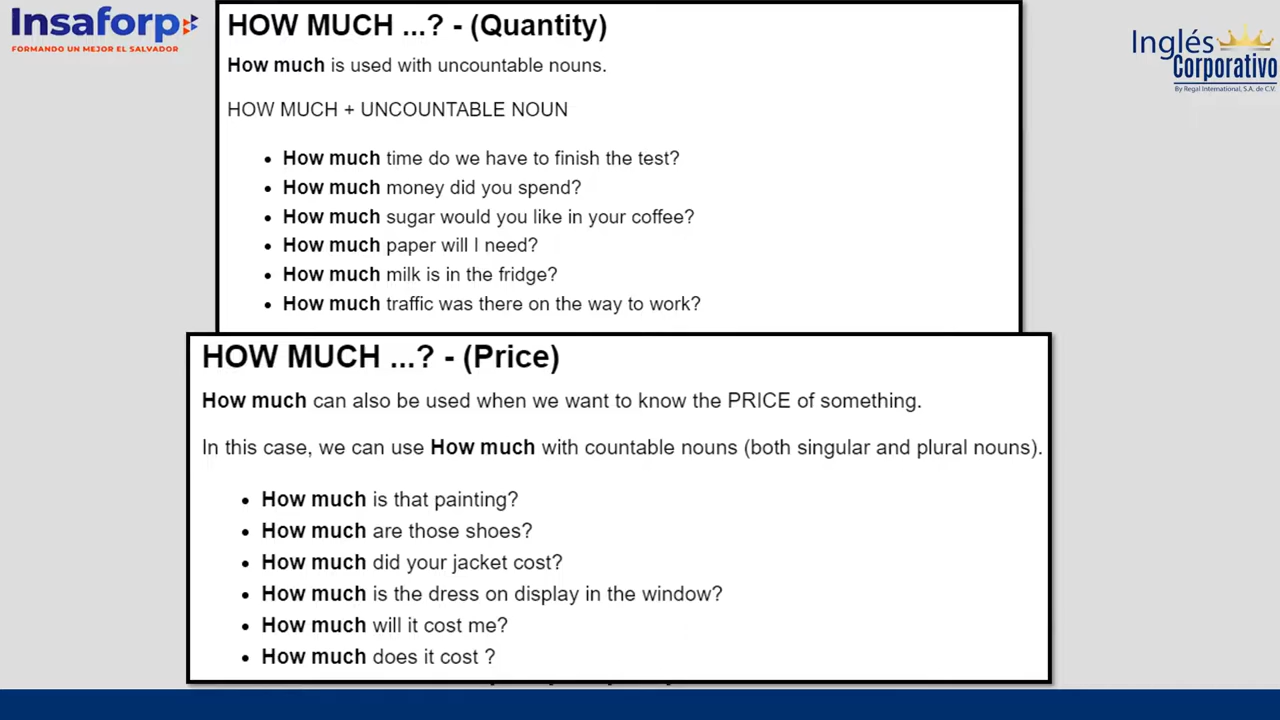 Insaforp
FORMANDO UN MEJOR EL SALVADOR
Inglés
Corporativo
By Regal International, S.A. de C.V.
HOW MUCH ...? - (Quantity)
How much is used with uncountable nouns.
HOW MUCH + UNCOUNTABLE NOUN
• How much time do we have to finish the test?
• How much money did you spend?
• How much sugar would you like in your coffee?
• How much paper will I need?
• How much milk is in the fridge?
• How much traffic was there on the way to work?
HOW MUCH ...? - (Price)
How much can also be used when we want to know the PRICE of something.
In this case, we can use How much with countable nouns (both singular and plural nouns).
• How much is that painting?
• How much are those shoes?
• How much did your jacket cost?
• How much is the dress on display in the window?
• How much will it cost me?
• How much does it cost ?